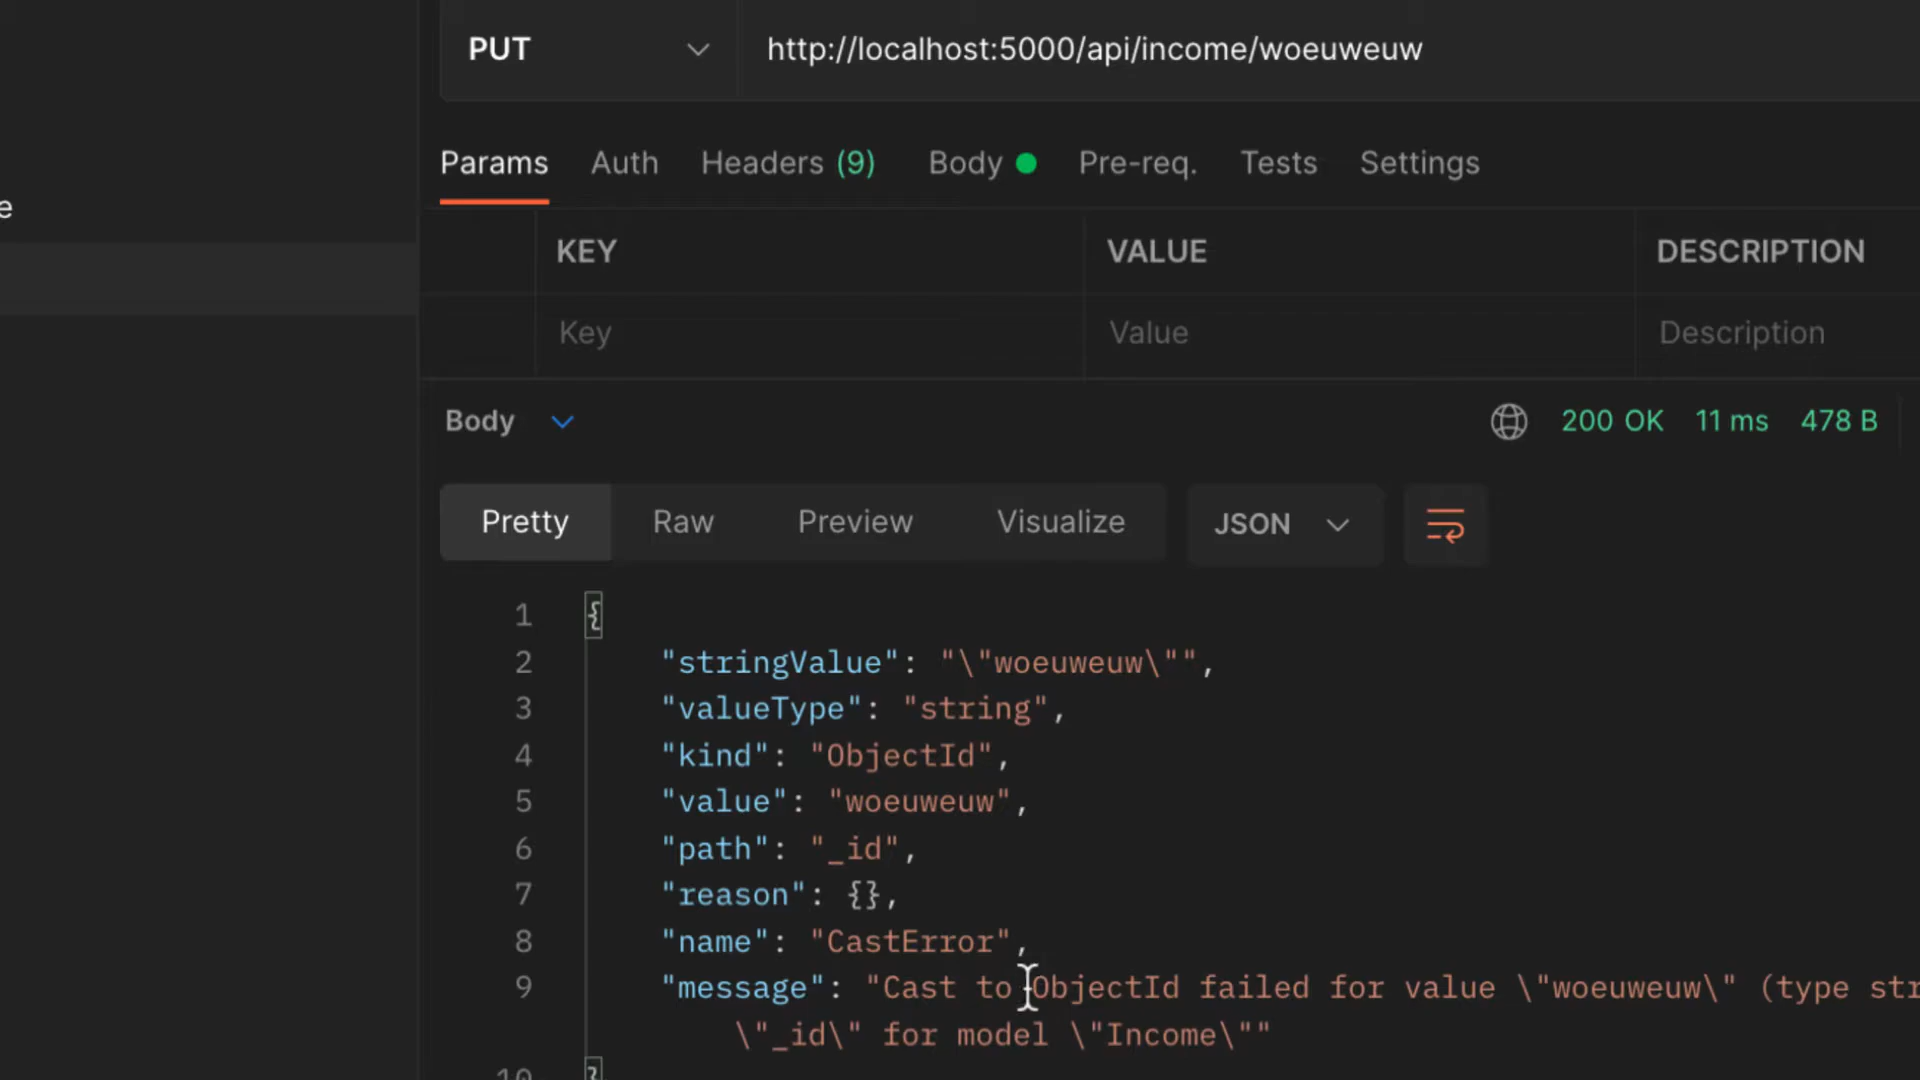 PUT http://localhost:5000/api/income/woeuweuw
e
Params Auth Headers (9) Body Pre-req. Tests Settings
KEY VALUE DESCRIPTION
Key Value Description
Body 200 OK 11 ms 478 B
Pretty Raw Preview Visualize JSON
1 {
2 "stringValue": "\"woeuweuw\"",
3 "valueType": "string",
4 "kind": "ObjectId",
5 "value": "woeuweuw",
6 "path": "_id",
7 "reason": {},
8 "name": "CastError",
9 "message": "Cast to ObjectId failed for value \"woeuweuw\" (type str
\"_id\" for model \"Income\""
10 }